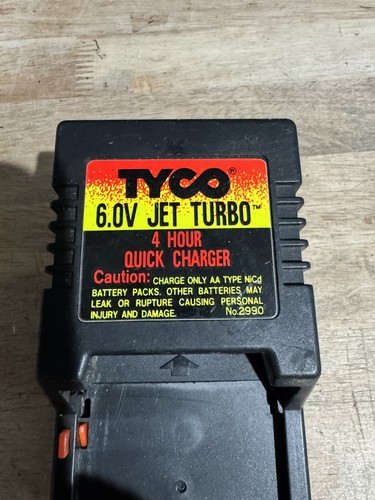 TYCO®
6.0V JET TURBO™
4 HOUR
QUICK CHARGER
Caution: CHARGE ONLY AA TYPE NiCd
BATTERY PACKS. OTHER BATTERIES MAY
LEAK OR RUPTURE CAUSING PERSONAL
INJURY AND DAMAGE. No.2990